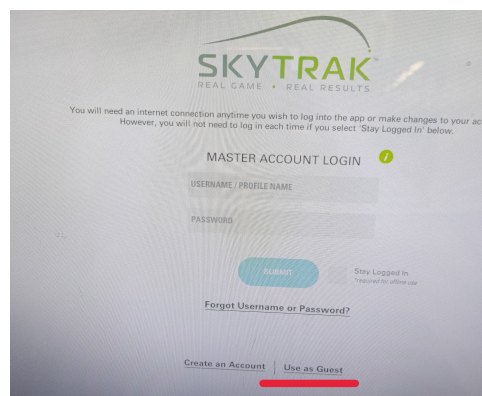 SKYTRAK
REAL GAME • REAL RESULTS
You will need an internet connection anytime you wish to log into the app or make changes to your ac
However, you will not need to log in each time if you select 'Stay Logged In' below.
MASTER ACCOUNT LOGIN i
USERNAME / PROFILE NAME
PASSWORD
SUBMIT
Stay Logged In
*required for offline use
Forgot Username or Password?
Create an Account | Use as Guest